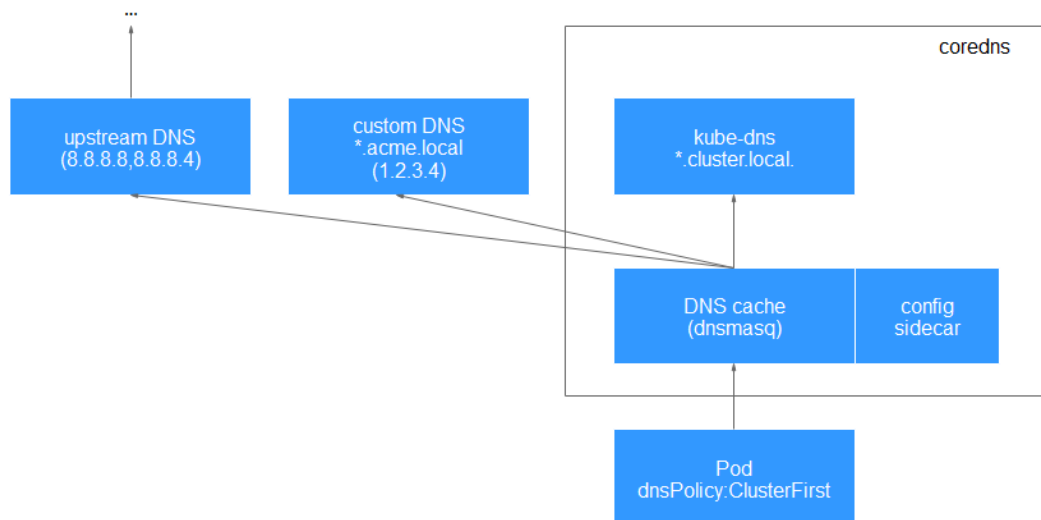 ...
coredns
upstream DNS
(8.8.8.8,8.8.8.4)
custom DNS
*.acme.local
(1.2.3.4)
kube-dns
*.cluster.local.
DNS cache
(dnsmasq)
config
sidecar
Pod
dnsPolicy:ClusterFirst